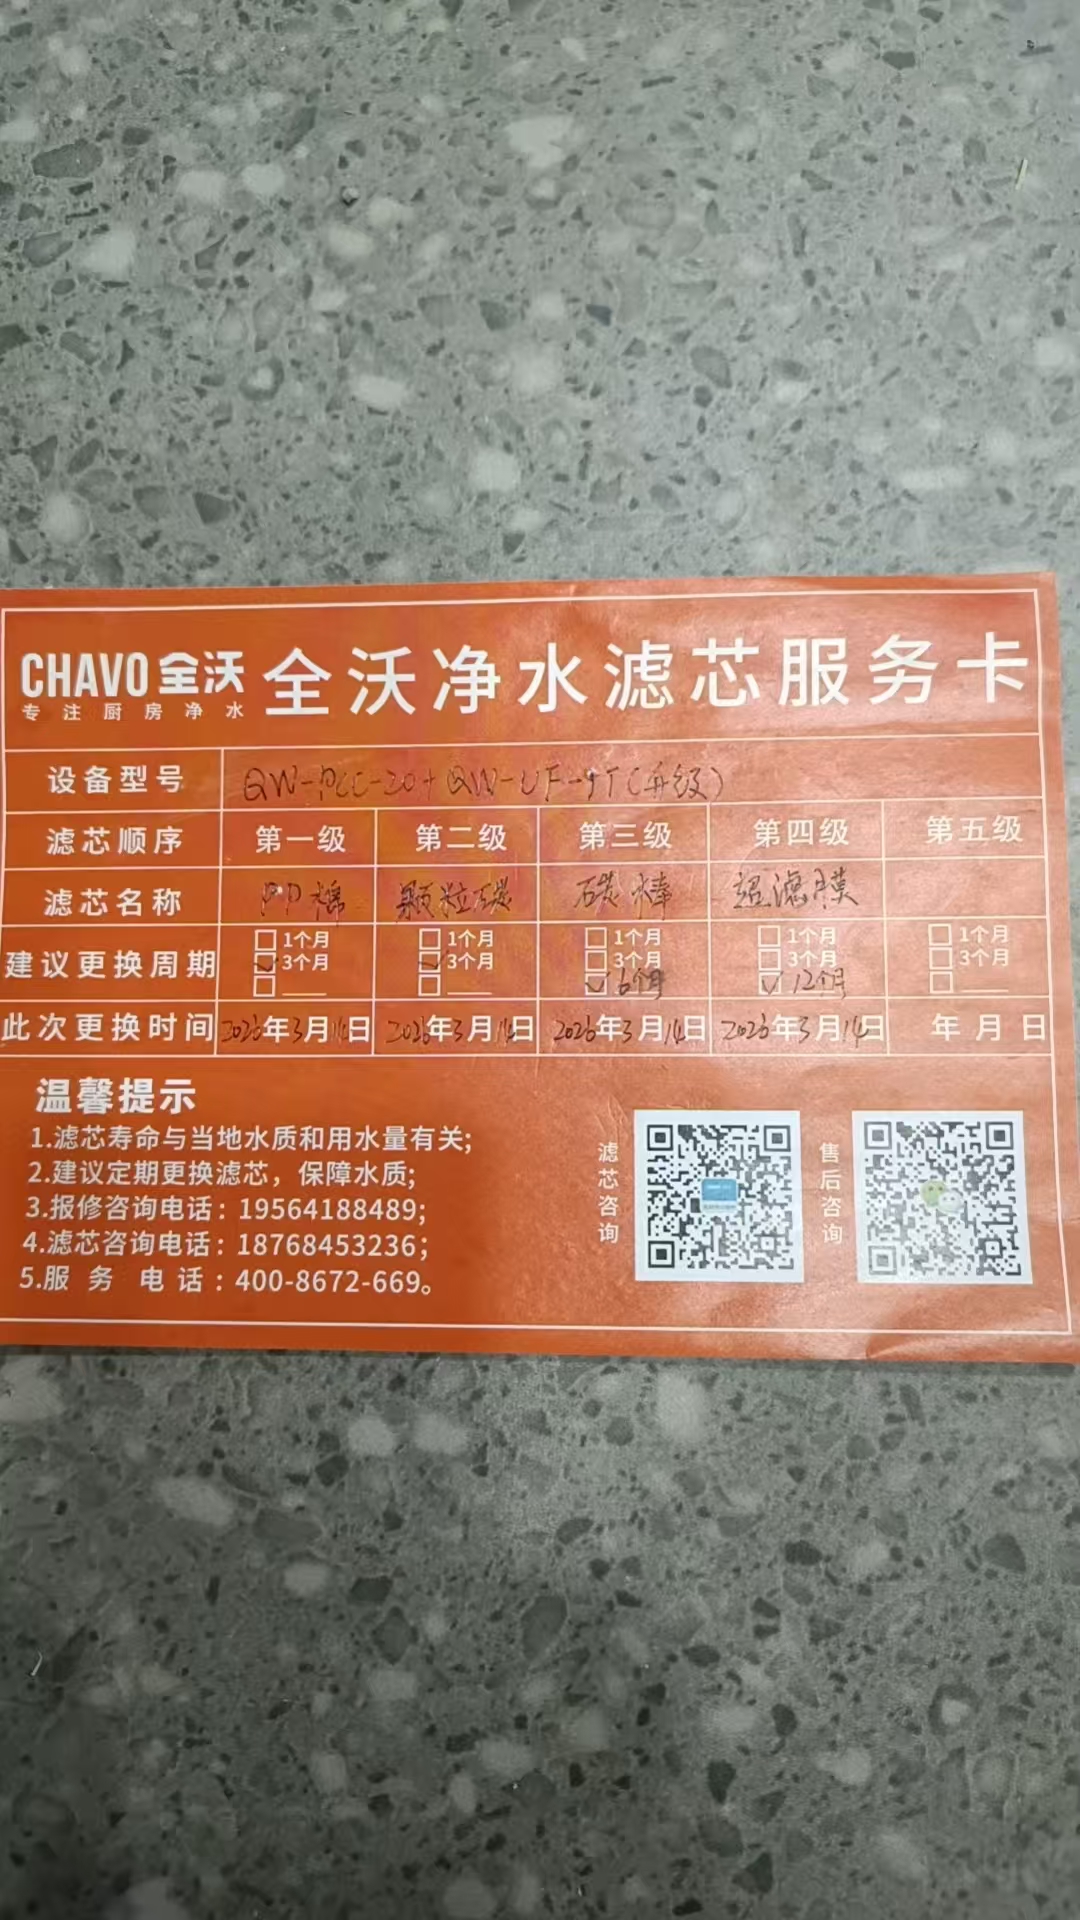 CHAVO 全沃
专注厨房净水
全沃净水滤芯服务卡
设备型号 QW-PCC-20+QW-UF-9T(升级)
滤芯顺序 第一级 第二级 第三级 第四级 第五级
滤芯名称 PP棉 颗粒碳 碳棒 超滤膜
建议更换周期
□1个月 □1个月 □1个月 □1个月 □1个月
☑3个月 ☑3个月 □3个月 □3个月 □3个月
□___ □___ ☑6个月 ☑12个月 □___
此次更换时间 2026年3月14日 2026年3月14日 2026年3月14日 2026年3月14日 年 月 日
温馨提示
1.滤芯寿命与当地水质和用水量有关;
2.建议定期更换滤芯，保障水质;
3.报修咨询电话：19564188489;
4.滤芯咨询电话：18768453236;
5.服务电话：400-8672-669。
滤芯咨询
售后咨询